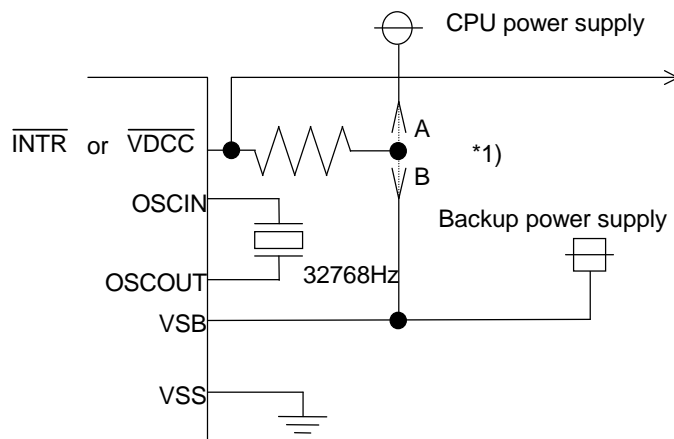 CPU power supply
A
INTR or VDCC
*1)
B
OSCIN
Backup power supply
OSCOUT
32768Hz
VSB
VSS